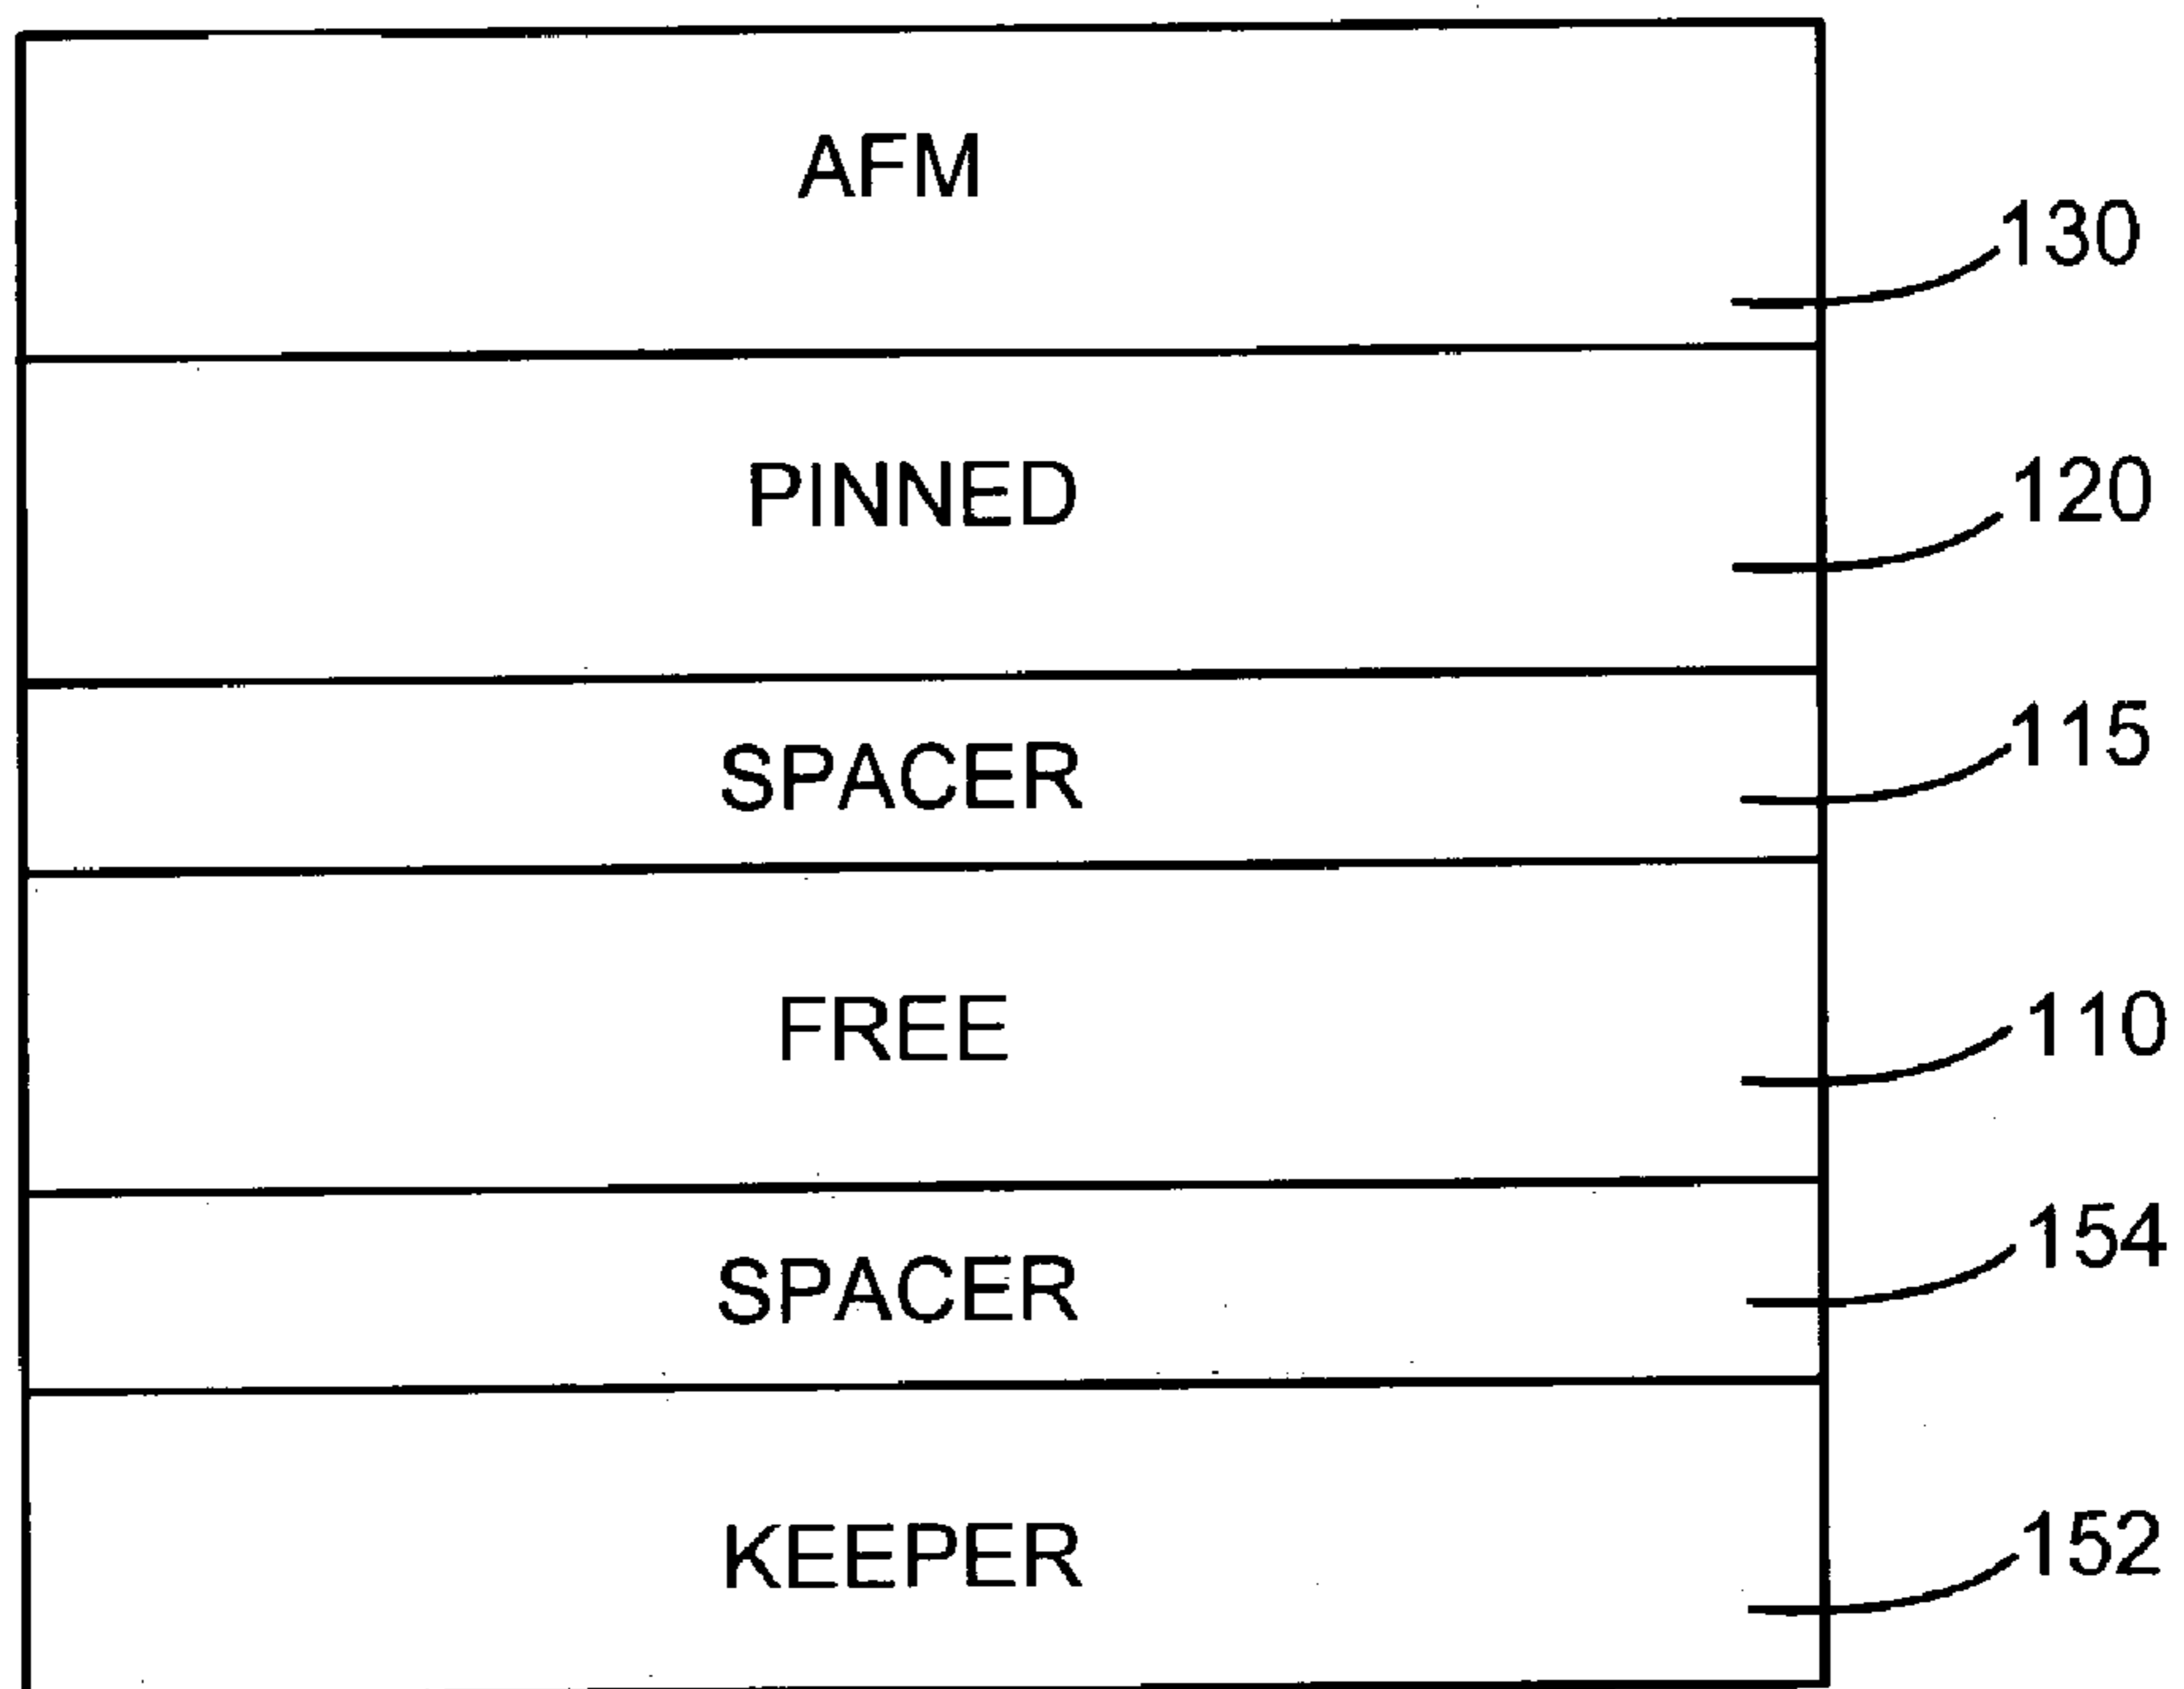 AFM
130
PINNED
120
SPACER
115
FREE
110
SPACER
154
KEEPER
152